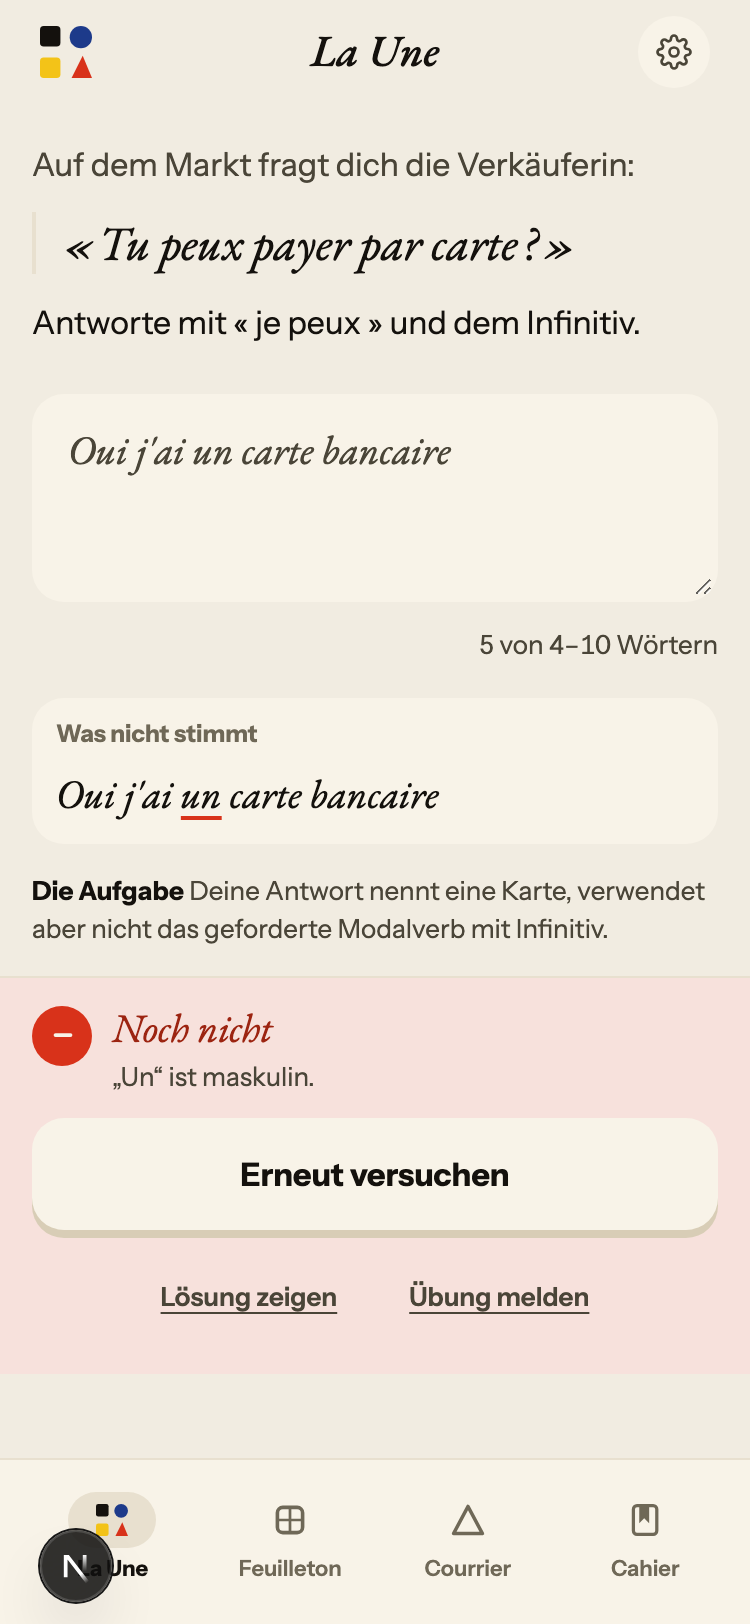 La Une
Auf dem Markt fragt dich die Verkäuferin:
« Tu peux payer par carte ? »
Antworte mit « je peux » und dem Infinitiv.
Oui j'ai un carte bancaire
5 von 4–10 Wörtern
Was nicht stimmt
Oui j'ai un carte bancaire
Die Aufgabe Deine Antwort nennt eine Karte, verwendet
aber nicht das geforderte Modalverb mit Infinitiv.
Noch nicht
„Un“ ist maskulin.
Erneut versuchen
Lösung zeigen Übung melden
La Une Feuilleton Courrier Cahier
N